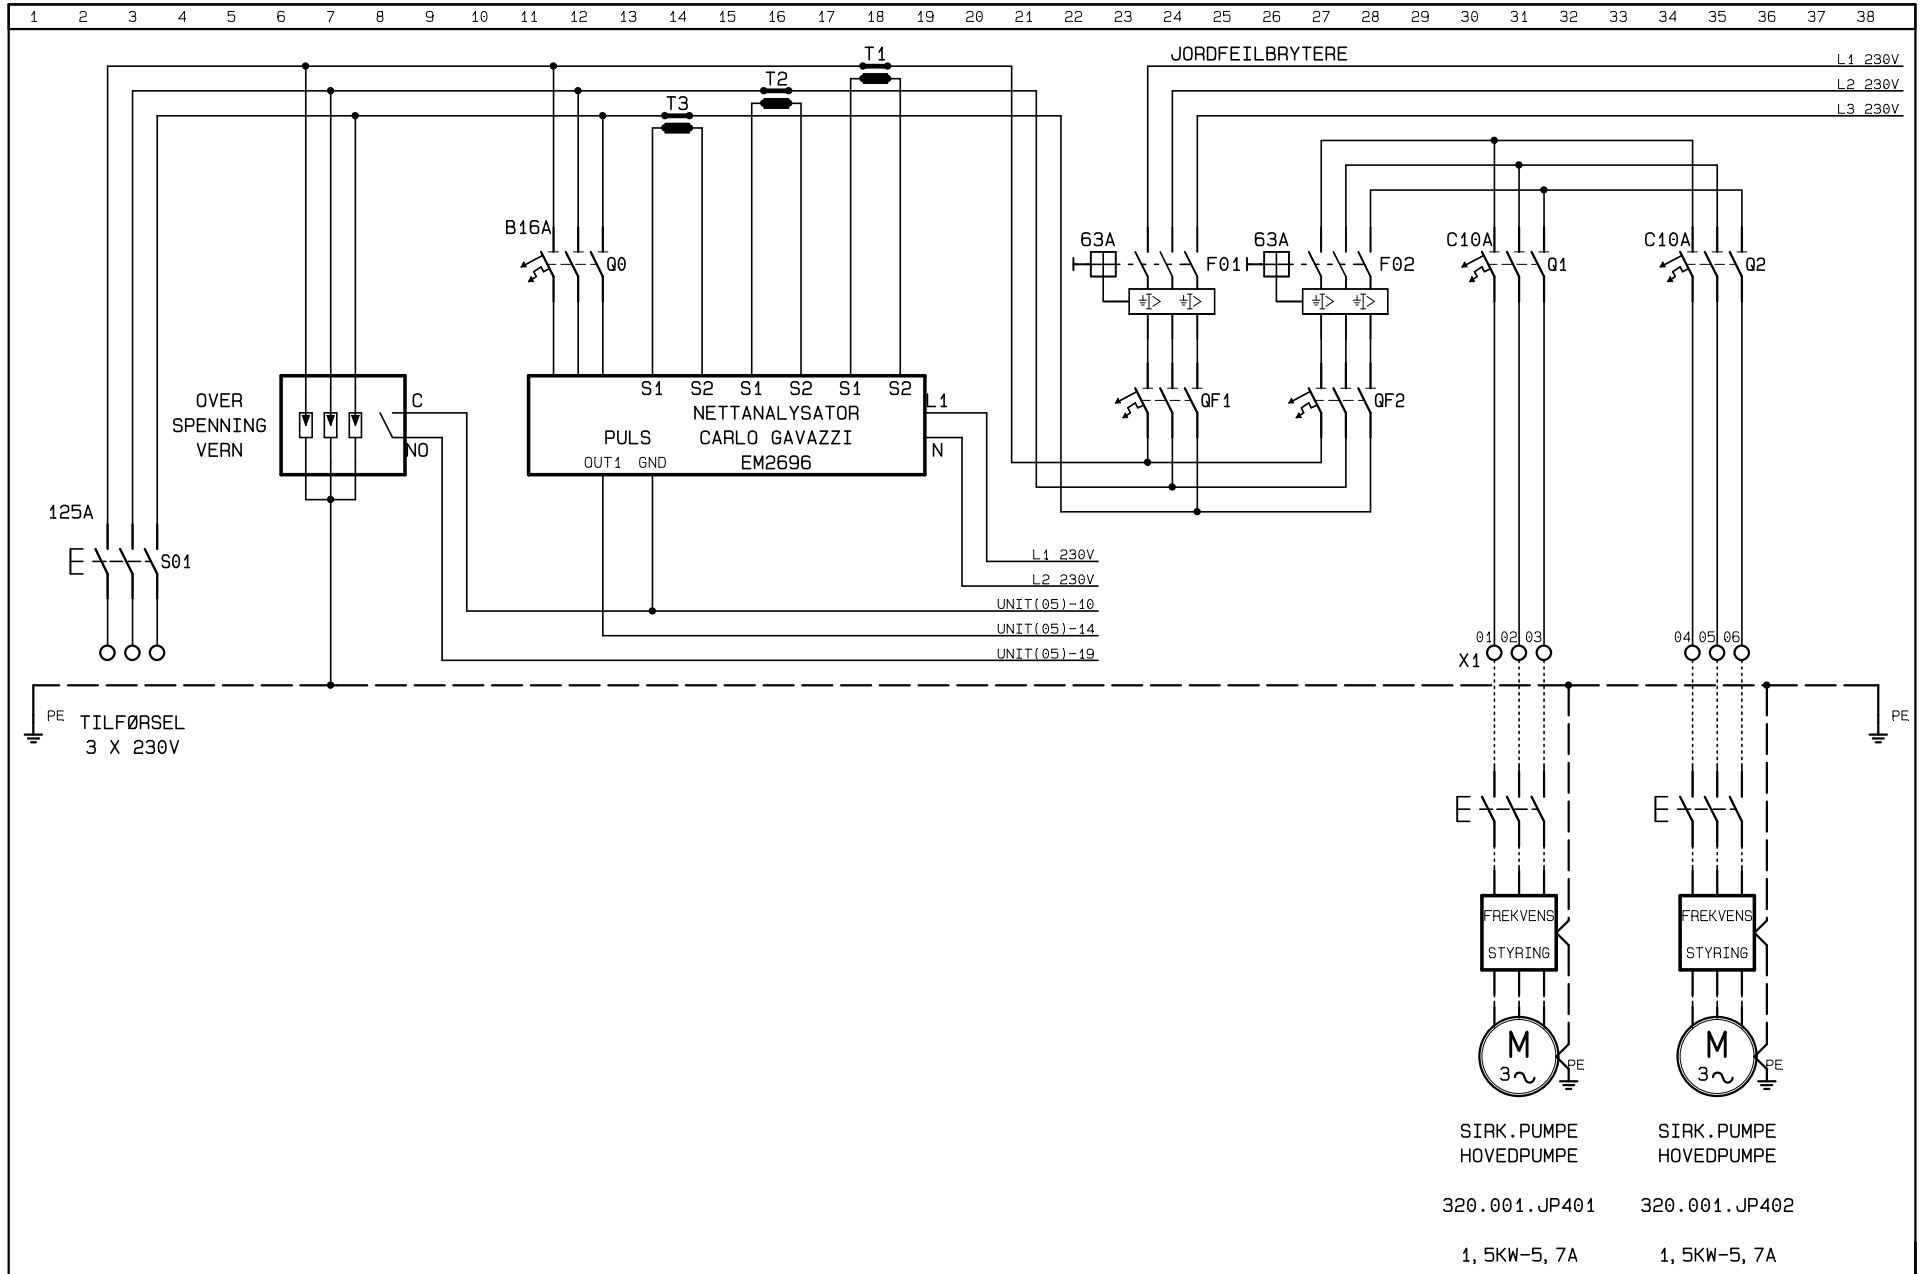 1 2 3 4 5 6 7 8 9 10 11 12 13 14 15 16 17 18 19 20 21 22 23 24 25 26 27 28 29 30 31 32 33 34 35 36 37 38
T1
JORDFEILBRYTERE
L1 230V
T2
L2 230V
T3
L3 230V
B16A
Q0
63A
F01
63A
F02
C10A
Q1
C10A
Q2
OVER
SPENNING
VERN
C
NO
S1 S2 S1 S2 S1 S2
NETTANALYSATOR
CARLO GAVAZZI
EM2696
PULS
OUT1 GND
L1
N
QF1
QF2
125A
S01
L1 230V
L2 230V
UNIT(05)-10
UNIT(05)-14
UNIT(05)-19
01 02 03
X1
04 05 06
PE
TILFØRSEL
3 X 230V
PE
FREKVENS
STYRING
FREKVENS
STYRING
M
3
PE
M
3
PE
SIRK.PUMPE
HOVEDPUMPE
320.001.JP401
1,5KW-5,7A
SIRK.PUMPE
HOVEDPUMPE
320.001.JP402
1,5KW-5,7A